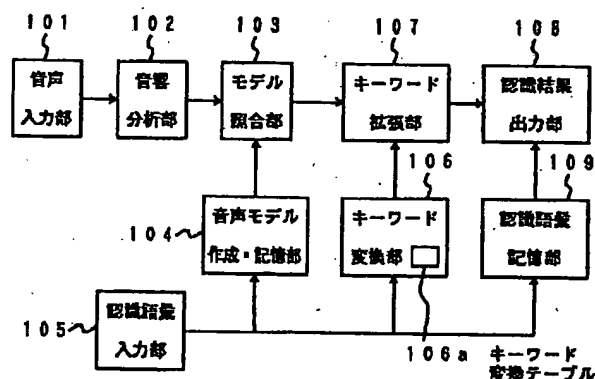 101
102
103
107
108
音声
入力部
音響
分析部
モデル
照合部
キーワード
拡張部
認識結果
出力部
106
109
104
音声モデル
作成・記憶部
キーワード
変換部
認識語彙
記憶部
105
認識語彙
入力部
106a
キーワード
変換テーブル